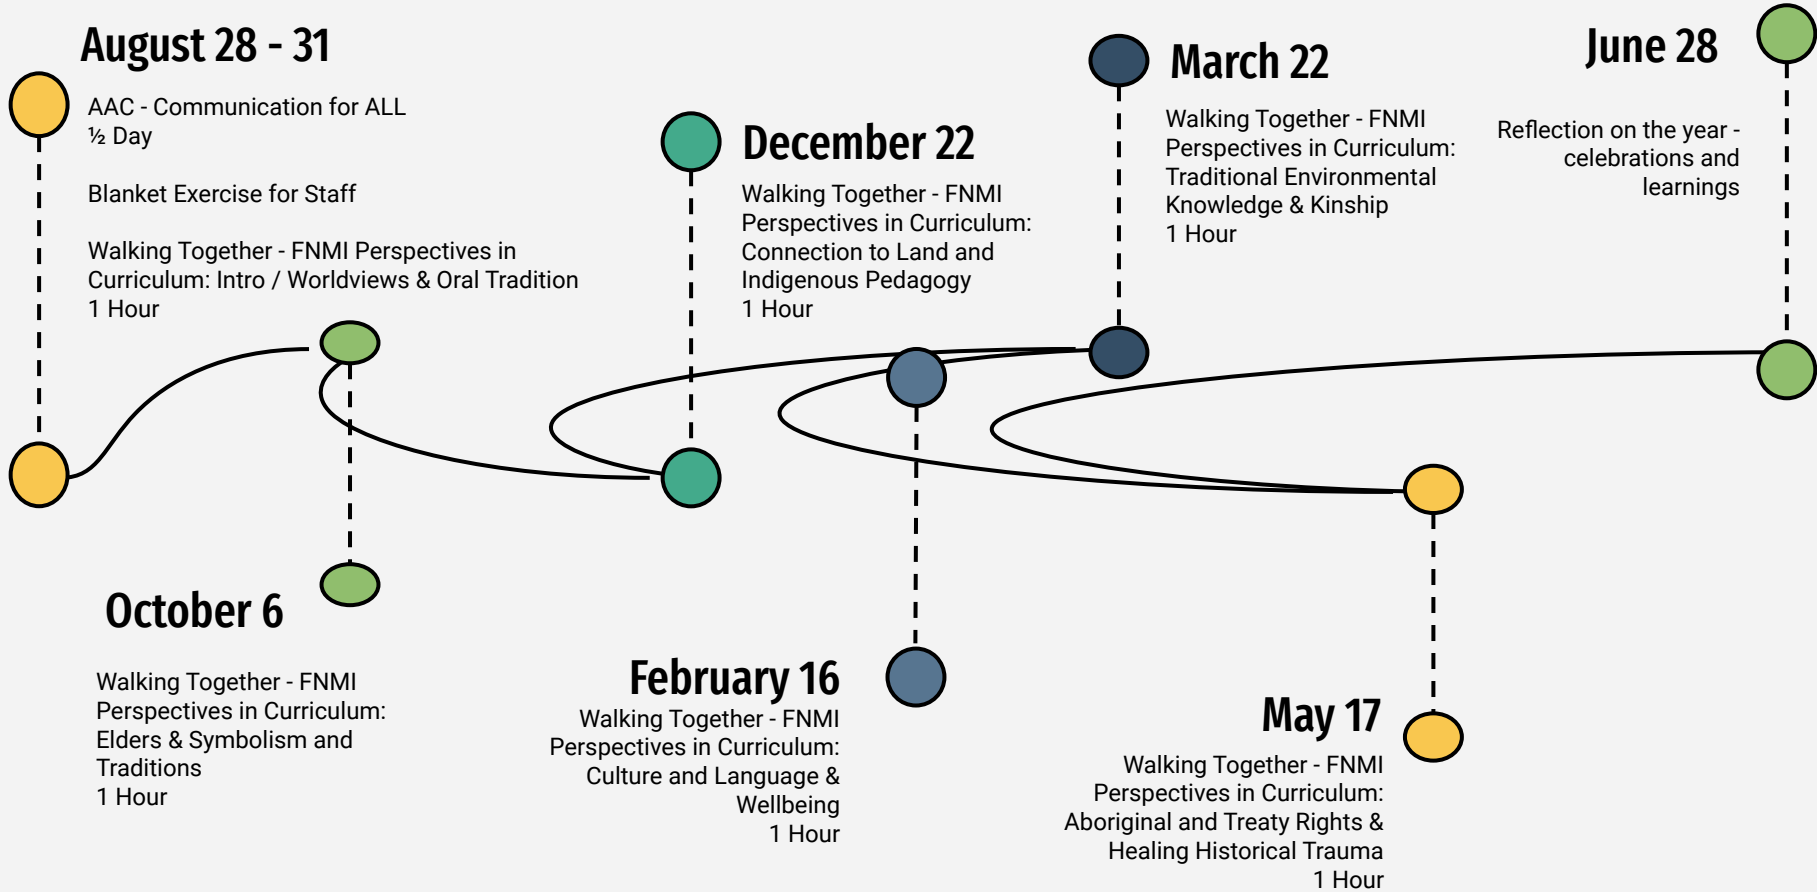 August 28 - 31
AAC - Communication for ALL
½ Day
Blanket Exercise for Staff
Walking Together - FNMI Perspectives in
Curriculum: Intro / Worldviews & Oral Tradition
1 Hour
October 6
Walking Together - FNMI
Perspectives in Curriculum:
Elders & Symbolism and
Traditions
1 Hour
December 22
Walking Together - FNMI
Perspectives in Curriculum:
Connection to Land and
Indigenous Pedagogy
1 Hour
February 16
Walking Together - FNMI
Perspectives in Curriculum:
Culture and Language &
Wellbeing
1 Hour
March 22
Walking Together - FNMI
Perspectives in Curriculum:
Traditional Environmental
Knowledge & Kinship
1 Hour
May 17
Walking Together - FNMI
Perspectives in Curriculum:
Aboriginal and Treaty Rights &
Healing Historical Trauma
1 Hour
June 28
Reflection on the year -
celebrations and
learnings